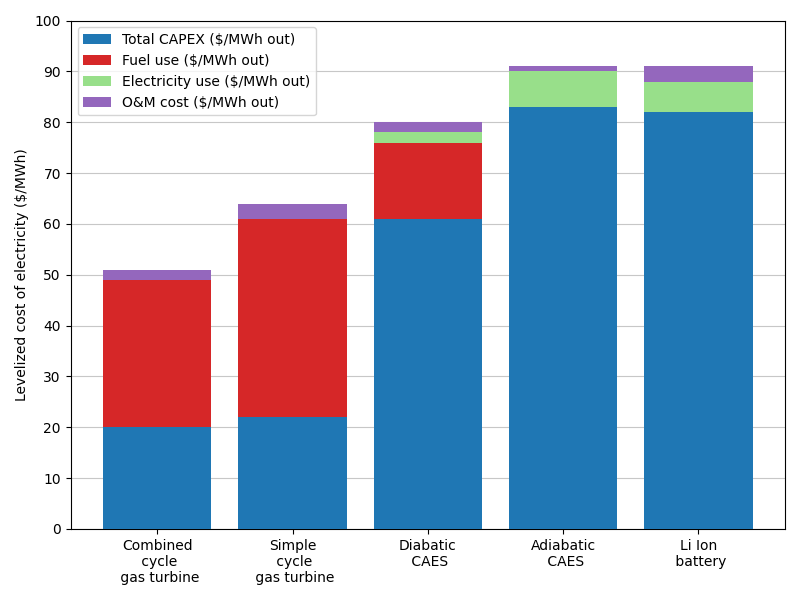 Levelized cost of electricity ($/MWh)
100
90
80
70
60
50
40
30
20
10
0
Total CAPEX ($/MWh out)
Fuel use ($/MWh out)
Electricity use ($/MWh out)
O&M cost ($/MWh out)
Combined
cycle
gas turbine
Simple
cycle
gas turbine
Diabatic
CAES
Adiabatic
CAES
Li Ion
battery